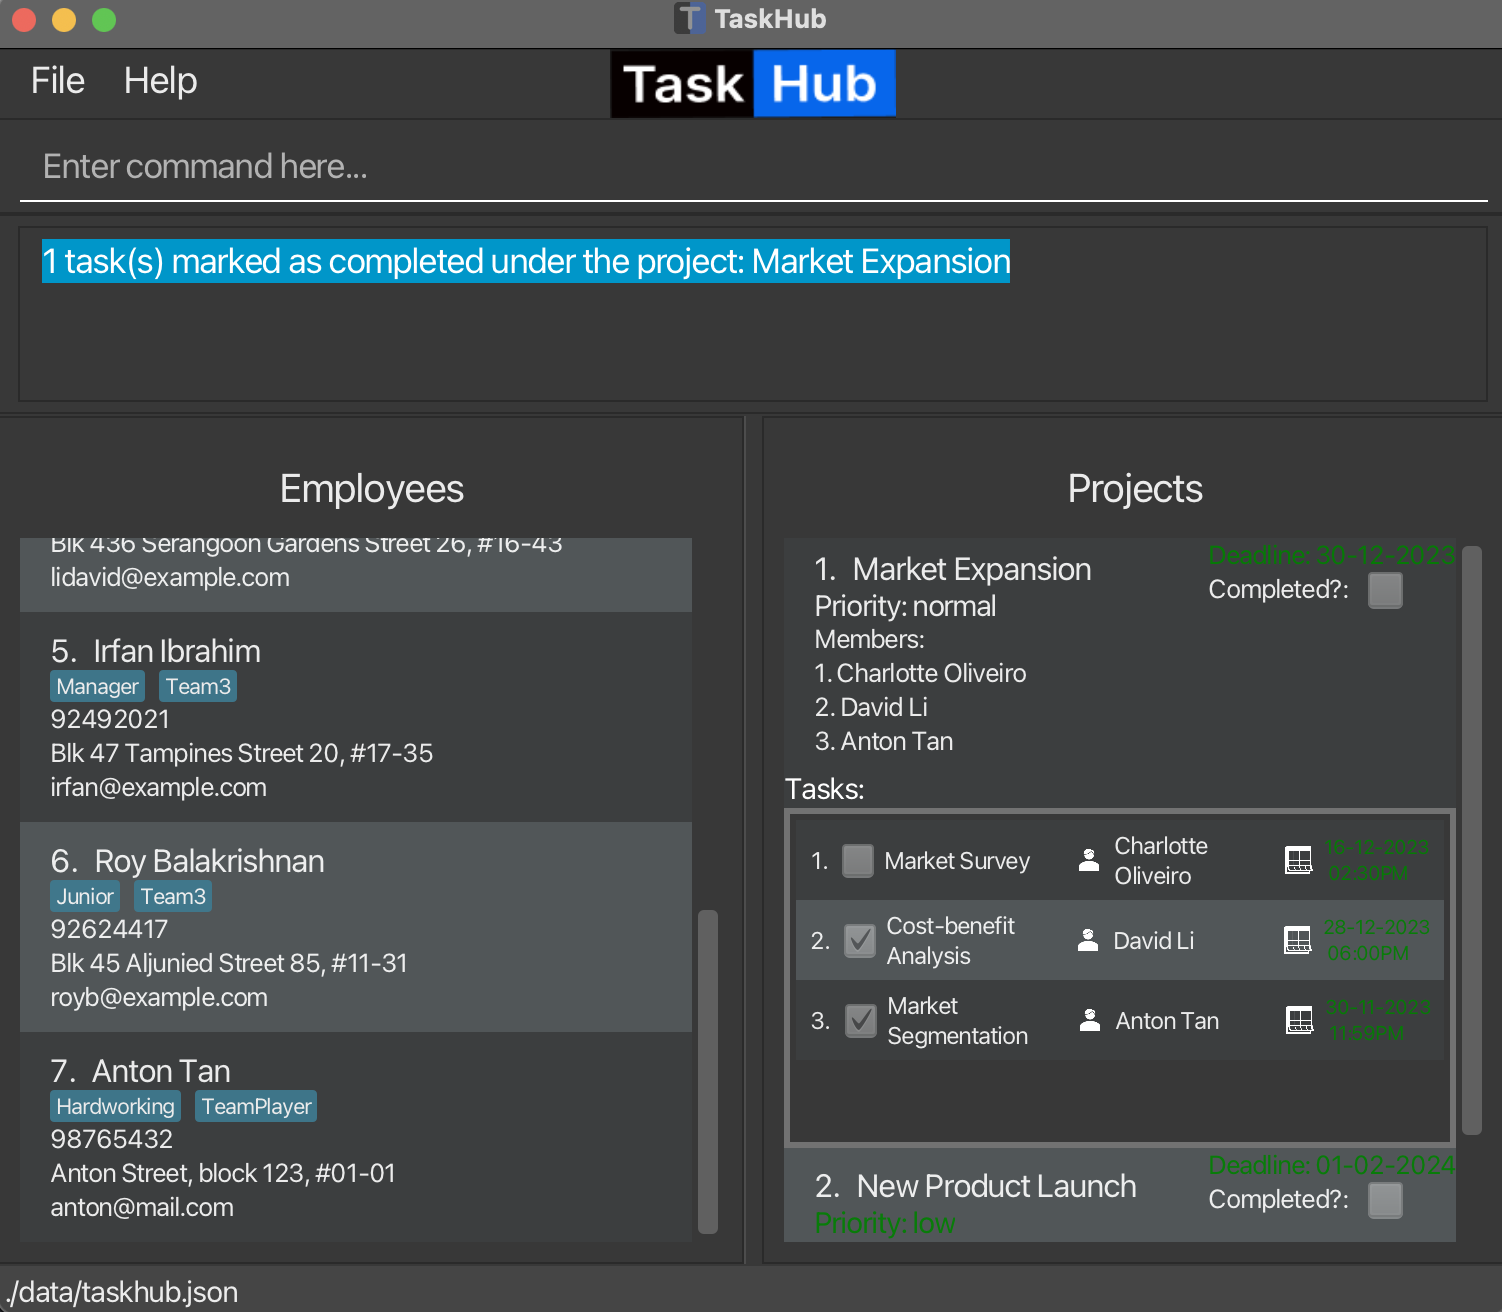 TaskHub
File Help
Task Hub
Enter command here...
1 task(s) marked as completed under the project: Market Expansion
Employees
Blk 436 Serangoon Gardens Street 26, #16-43
lidavid@example.com
5. Irfan Ibrahim
Manager Team3
92492021
Blk 47 Tampines Street 20, #17-35
irfan@example.com
6. Roy Balakrishnan
Junior Team3
92624417
Blk 45 Aljunied Street 85, #11-31
royb@example.com
7. Anton Tan
Hardworking TeamPlayer
98765432
Anton Street, block 123, #01-01
anton@mail.com
Projects
1. Market Expansion
Deadline: 30-12-2023
Completed?:
Priority: normal
Members:
1. Charlotte Oliveiro
2. David Li
3. Anton Tan
Tasks:
1. Market Survey
Charlotte
Oliveiro
16-12-2023
02:30PM
2. Cost-benefit
Analysis
David Li
28-12-2023
06:00PM
3. Market
Segmentation
Anton Tan
30-11-2023
11:59PM
2. New Product Launch
Deadline: 01-02-2024
Completed?:
Priority: low
./data/taskhub.json